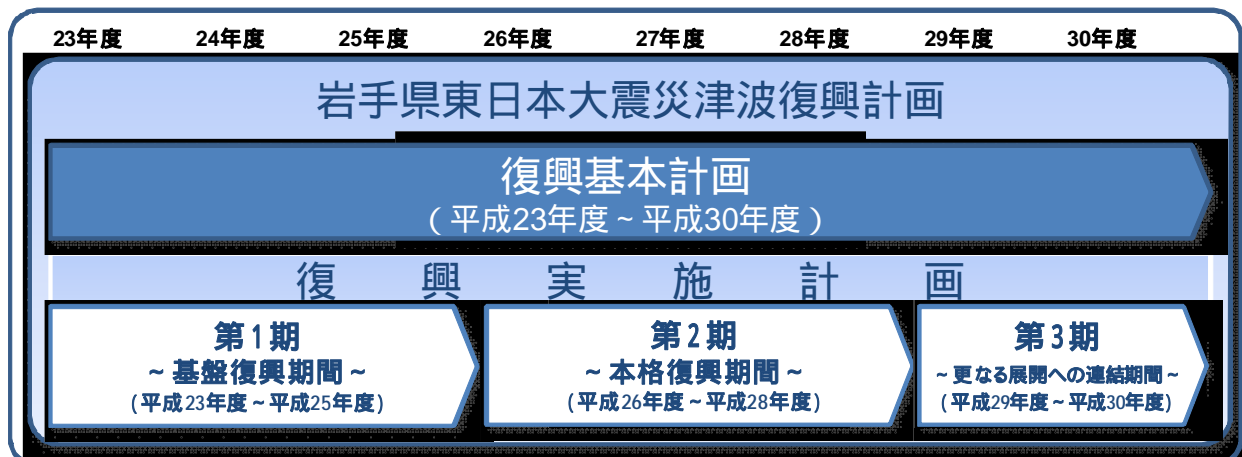 23年度 24年度 25年度 26年度 27年度 28年度 29年度 30年度
岩手県東日本大震災津波復興計画
復興基本計画
(平成23年度~平成30年度)
復興実施計画
第1期
~基盤復興期間~
(平成23年度~平成25年度)
第2期
~本格復興期間~
(平成26年度~平成28年度)
第3期
~更なる展開への連結期間~
(平成29年度~平成30年度)